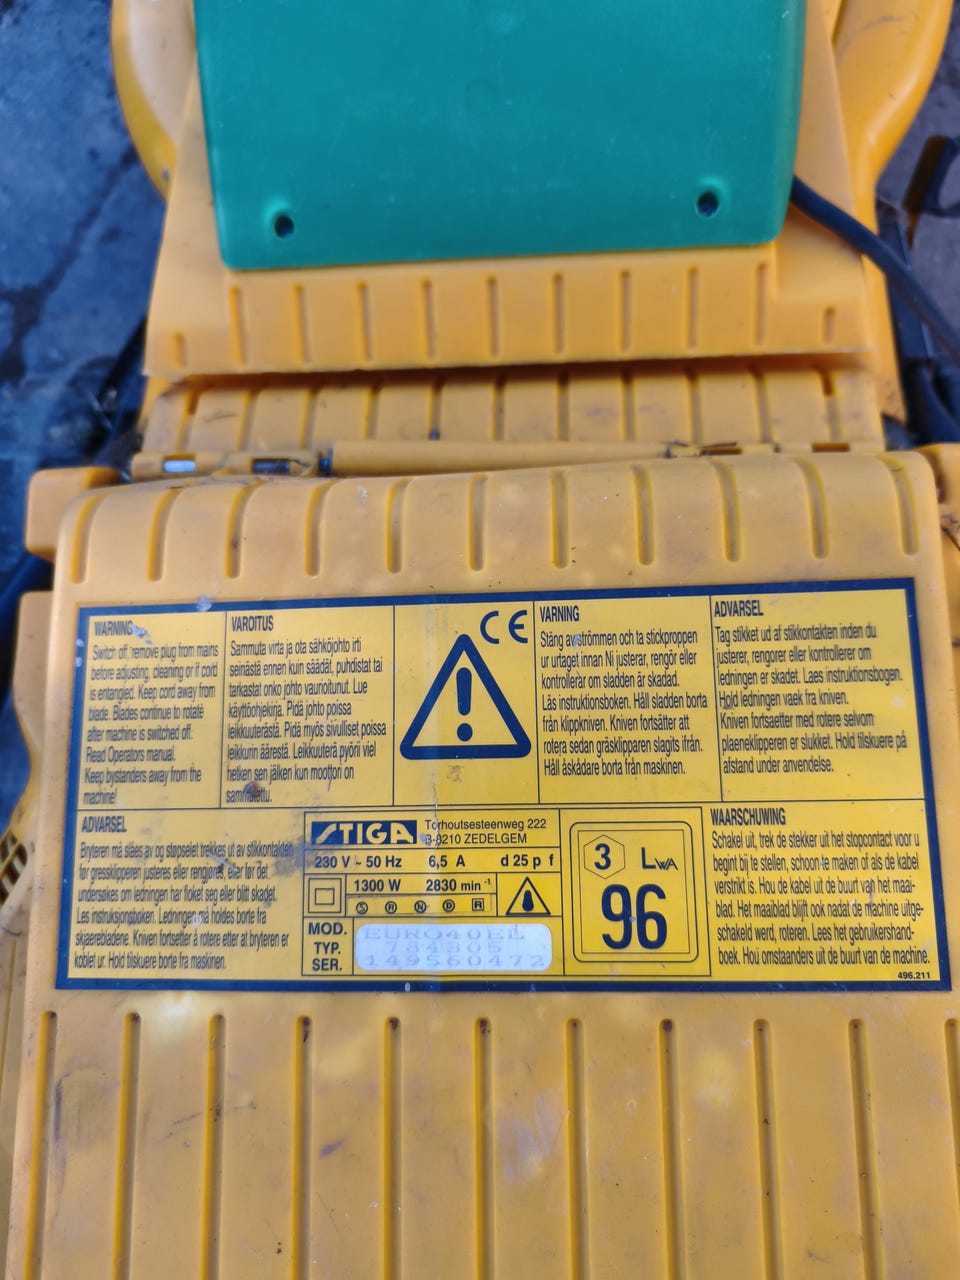 WARNING
Switch off, remove plug from mains
before adjusting, cleaning or if cord
is entangled. Keep cord away from
blade. Blades continue to rotate
after machine is switched off.
Read Operators manual.
Keep bystanders away from the
machine!
VAROITUS
Sammuta virta ja ota sähköjohto irti
seinästä ennen kuin säädät, puhdistat tai
tarkastat onko johto vaurioitunut. Lue
käyttöohjekirja. Pidä johto poissa
leikkuuterästä. Pidä myös sivulliset poissa
leikkurin äärestä. Leikkuuterä pyörii viel
hetken sen jälken kun moottori on
sammutettu.
CE
VARNING
Stäng av strömmen och ta stickproppen
ur urtaget innan Ni justerar, rengör eller
kontrollerar om sladden är skadad.
Läs instruktionsboken. Håll sladden borta
från klippkniven. Kniven fortsätter att
rotera sedan gräsklipparen slagits ifrån.
Håll åskådare borta från maskinen.
ADVARSEL
Tag stikket ud af stikkontakten inden du
justerer, rengorer eller kontrollerer om
ledningen er skadet. Laes instruktionsbogen.
Hold ledningen vaek fra kniven.
Kniven fortsaetter med rotere selvom
plaeneklipperen er slukket. Hold tilskuere på
afstand under anvendelse.
ADVARSEL
Bryteren må slåes av og støpselet trekkes ut av stikkontakten
før gressklipperen justeres eller rengjøres, eller før det
undersøkes om ledningen har floket seg eller blitt skadet.
Les instruksjonsboken. Ledningen må holdes borte fra
skjaerebladene. Kniven fortsetter å rotere etter at bryteren er
koblet ur. Hold tilskuere borte fra maskinen.
STIGA Torhoutsesteenweg 222
B-8210 ZEDELGEM
230 V ~ 50 Hz 6,5 A d 25 p f
1300 W 2830 min⁻¹
S R N D R
MOD. EURO40EL
TYP. 784305
SER. 149560472
3 LWA
96
WAARSCHUWING
Schakel uit, trek de stekker uit het stopcontact voor u
begint bij te stellen, schoon te maken of als de kabel
verstrikt is. Hou de kabel uit de buurt van het maai-
blad. Het maaiblad blijft ook nadat de machine uitge-
schakeld werd, roteren. Lees het gebruikershand-
boek. Hou omstaanders uit de buurt van de machine.
496.211